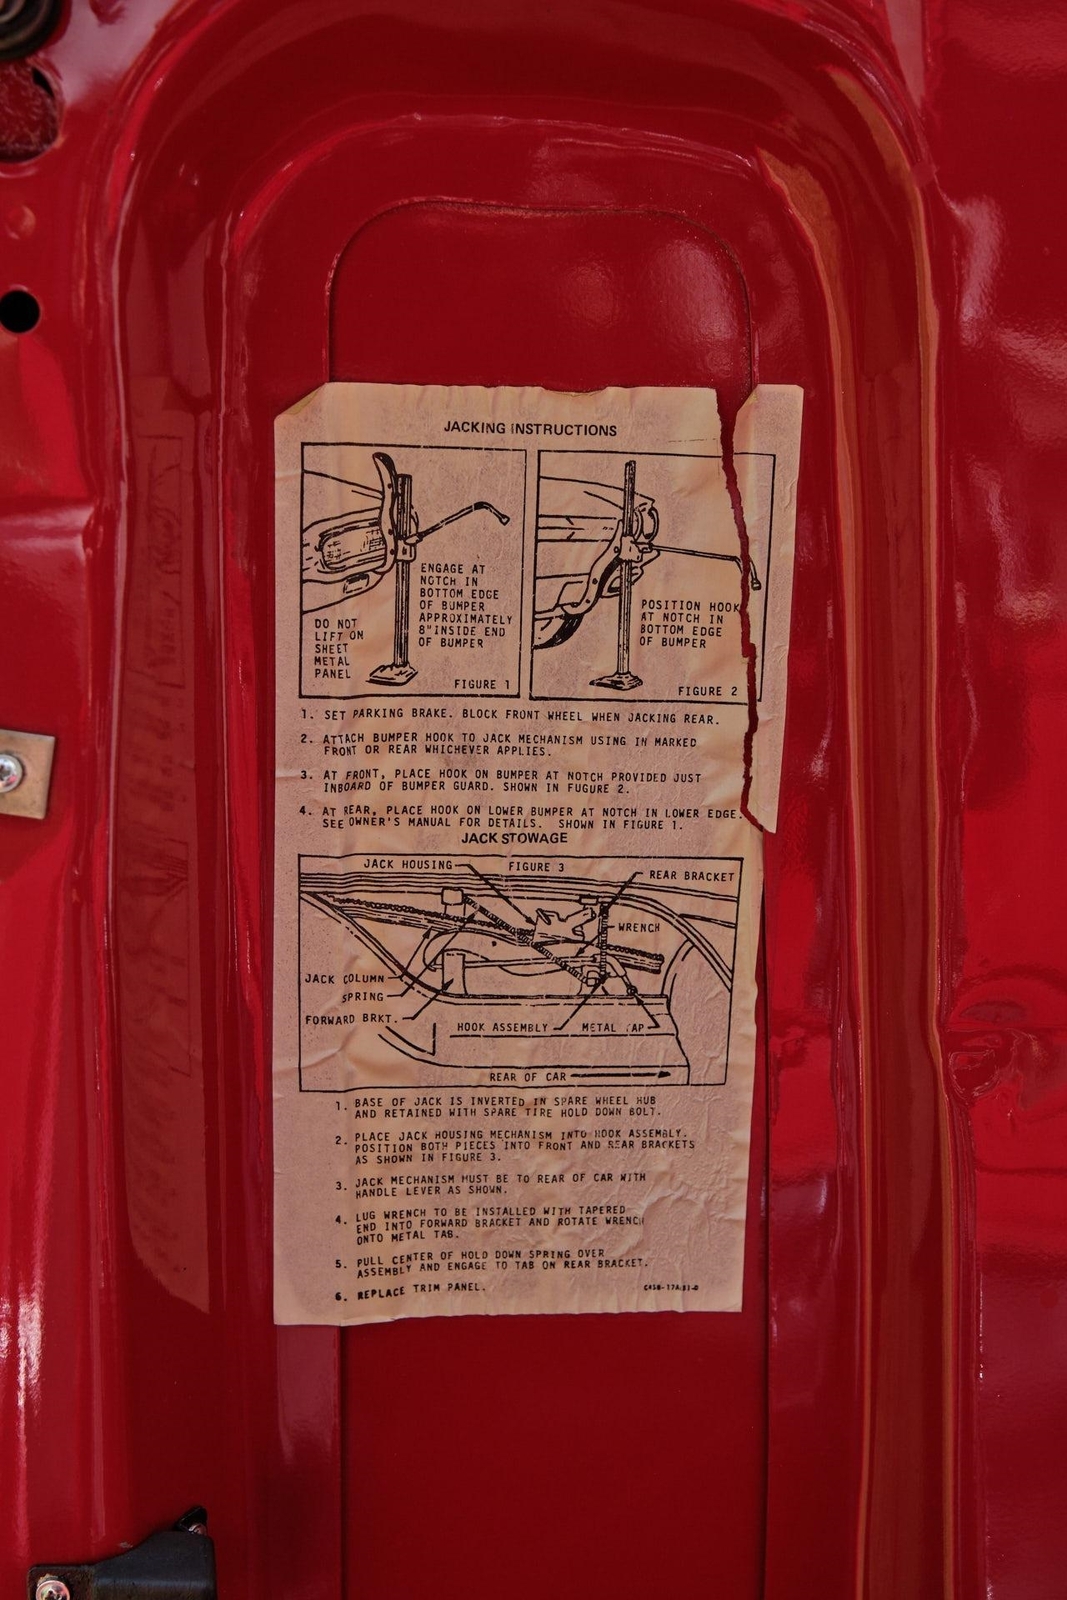 JACKING INSTRUCTIONS
DO NOT
LIFT ON
SHEET
METAL
PANEL
ENGAGE AT
NOTCH IN
BOTTOM EDGE
OF BUMPER
APPROXIMATELY
8" INSIDE END
OF BUMPER
FIGURE 1
POSITION HOOK
AT NOTCH IN
BOTTOM EDGE
OF BUMPER
FIGURE 2
1. SET PARKING BRAKE. BLOCK FRONT WHEEL WHEN JACKING REAR.
2. ATTACH BUMPER HOOK TO JACK MECHANISM USING IN MARKED
FRONT OR REAR WHICHEVER APPLIES.
3. AT FRONT, PLACE HOOK ON BUMPER AT NOTCH PROVIDED JUST
INBOARD OF BUMPER GUARD. SHOWN IN FUGURE 2.
4. AT REAR, PLACE HOOK ON LOWER BUMPER AT NOTCH IN LOWER EDGE.
SEE OWNER'S MANUAL FOR DETAILS. SHOWN IN FIGURE 1.
JACK STOWAGE
JACK HOUSING
FIGURE 3
REAR BRACKET
WRENCH
JACK COLUMN
SPRING
FORWARD BRKT.
HOOK ASSEMBLY
METAL
REAR OF CAR
1. BASE OF JACK IS INVERTED IN SPARE WHEEL HUB
AND RETAINED WITH SPARE TIRE HOLD DOWN BOLT.
2. PLACE JACK HOUSING MECHANISM INTO HOOK ASSEMBLY.
POSITION BOTH PIECES INTO FRONT AND REAR BRACKETS
AS SHOWN IN FIGURE 3.
3. JACK MECHANISM MUST BE TO REAR OF CAR WITH
HANDLE LEVER AS SHOWN.
4. LUG WRENCH TO BE INSTALLED WITH TAPERED
END INTO FORWARD BRACKET AND ROTATE WRENCH
ONTO METAL TAB.
5. PULL CENTER OF HOLD DOWN SPRING OVER
ASSEMBLY AND ENGAGE TO TAB ON REAR BRACKET.
6. REPLACE TRIM PANEL.